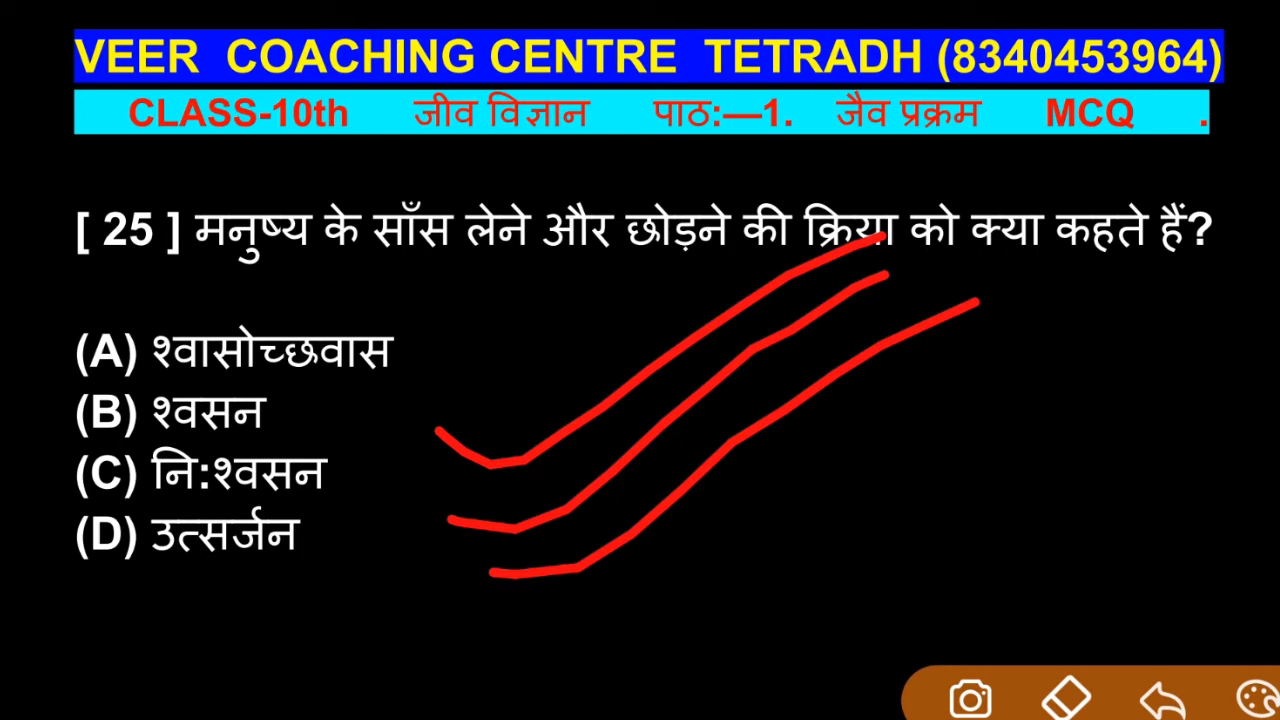 VEER COACHING CENTRE TETRADH (8340453964)
CLASS-10th जीव विज्ञान पाठ:—1. जैव प्रक्रम MCQ .
[ 25 ] मनुष्य के साँस लेने और छोड़ने की क्रिया को क्या कहते हैं?
(A) श्वासोच्छवास
(B) श्वसन
(C) नि:श्वसन
(D) उत्सर्जन